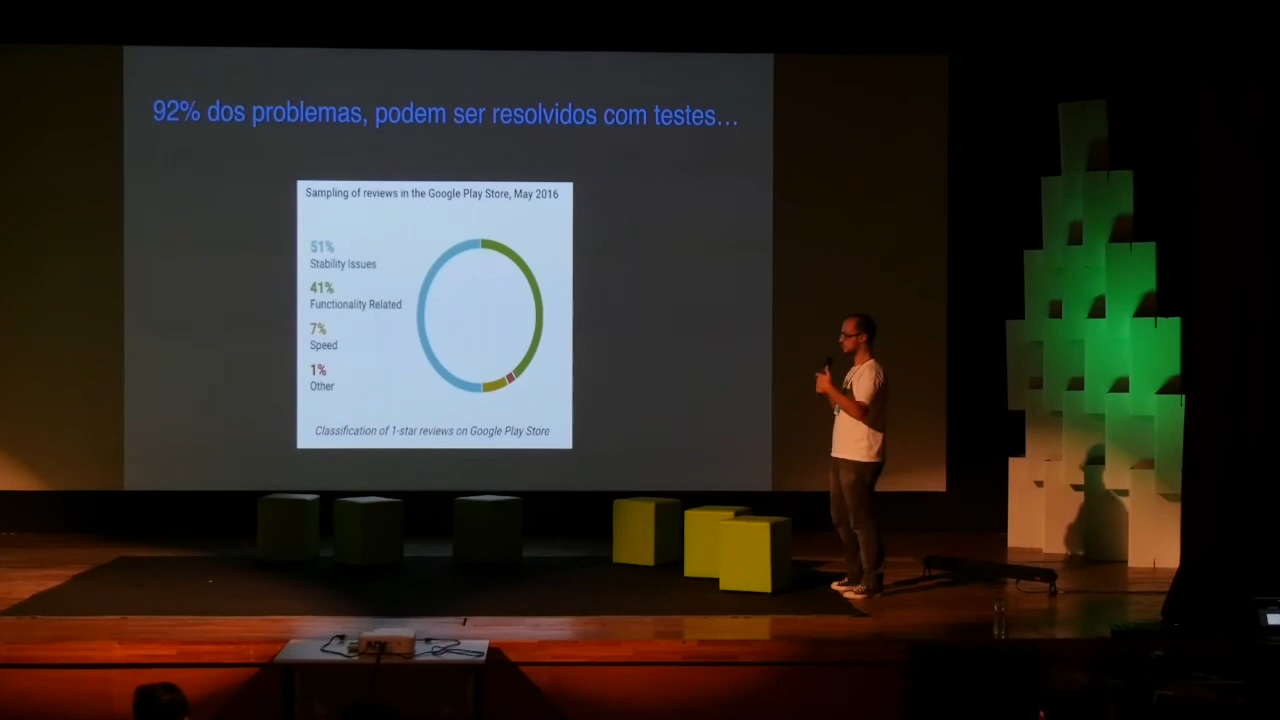 92% dos problemas, podem ser resolvidos com testes...
Sampling of reviews in the Google Play Store, May 2016
51%
Stability Issues
41%
Functionality Related
7%
Speed
1%
Other
Classification of 1-star reviews on Google Play Store